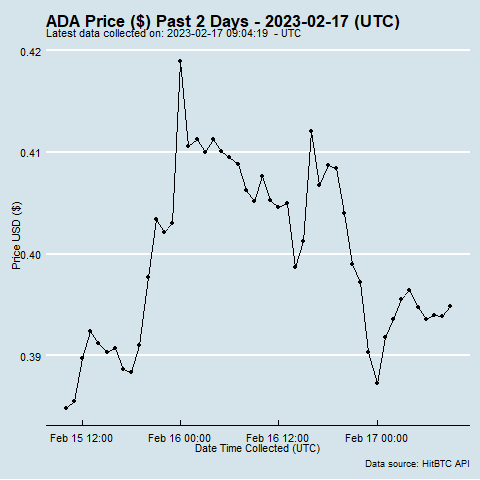 ADA Price ($) Past 2 Days - 2023-02-17 (UTC)
Latest data collected on: 2023-02-17 09:04:19 - UTC
0.42
0.41
0.40
0.39
Price USD ($)
Feb 15 12:00 Feb 16 00:00 Feb 16 12:00 Feb 17 00:00
Date Time Collected (UTC)
Data source: HitBTC API